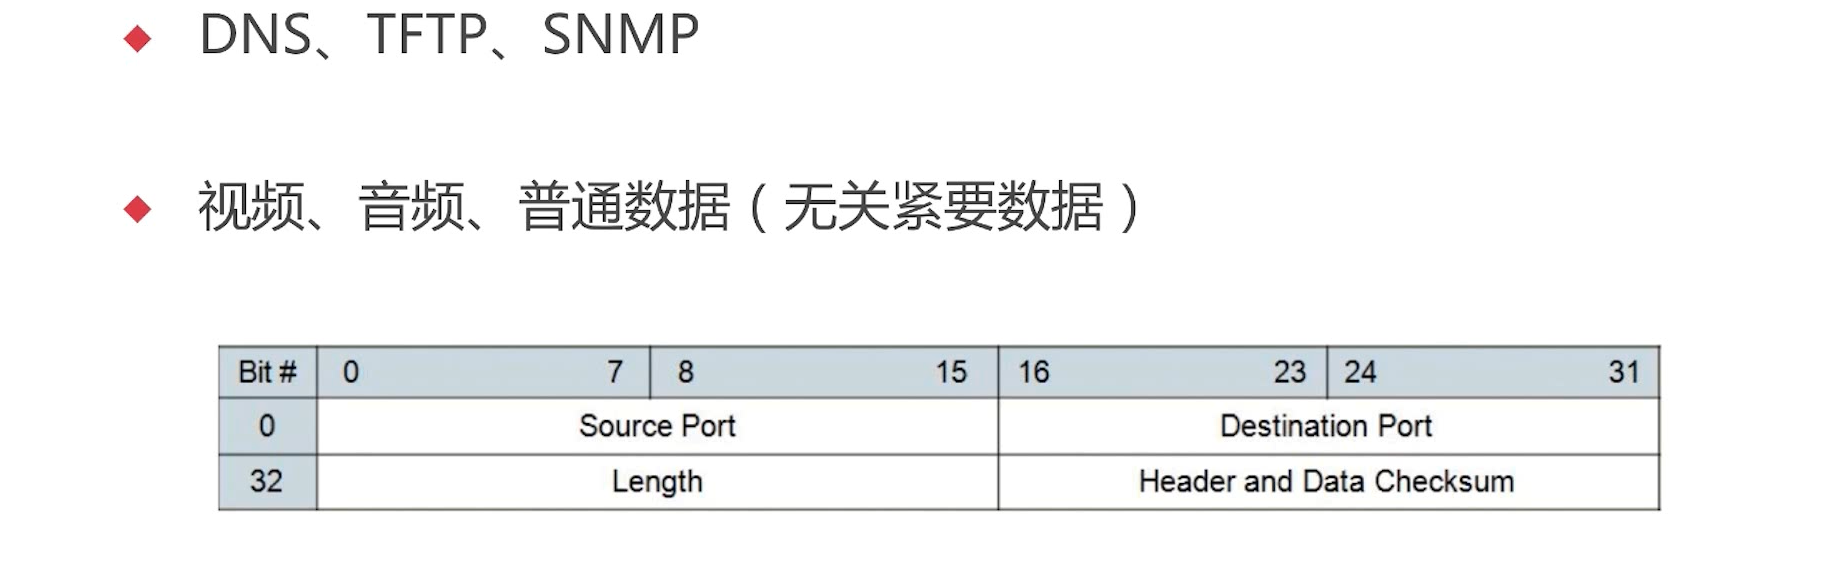 DNS、TFTP、SNMP
视频、音频、普通数据（无关紧要数据）
Bit # 0 7 8 15 16 23 24 31
0 Source Port Destination Port
32 Length Header and Data Checksum